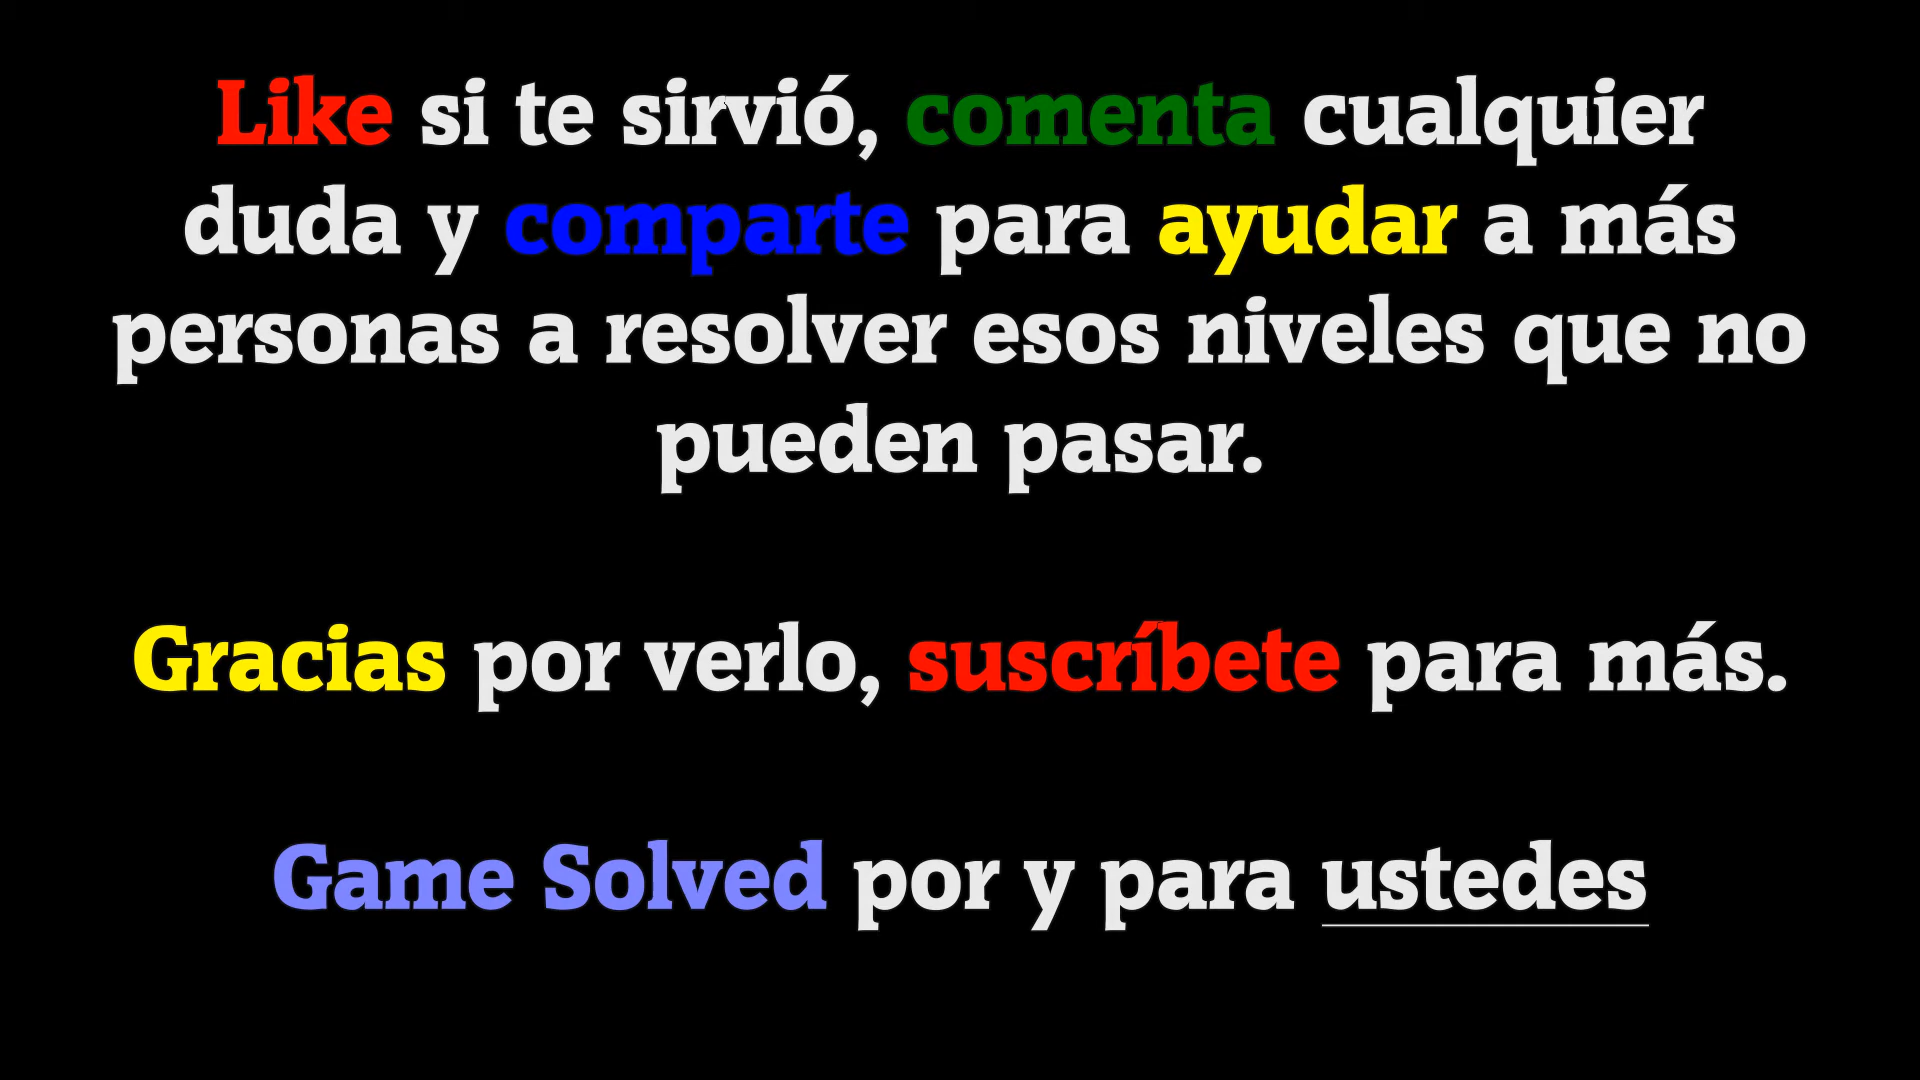 Like si te sirvió, comenta cualquier
duda y comparte para ayudar a más
personas a resolver esos niveles que no
pueden pasar.
Gracias por verlo, suscríbete para más.
Game Solved por y para ustedes